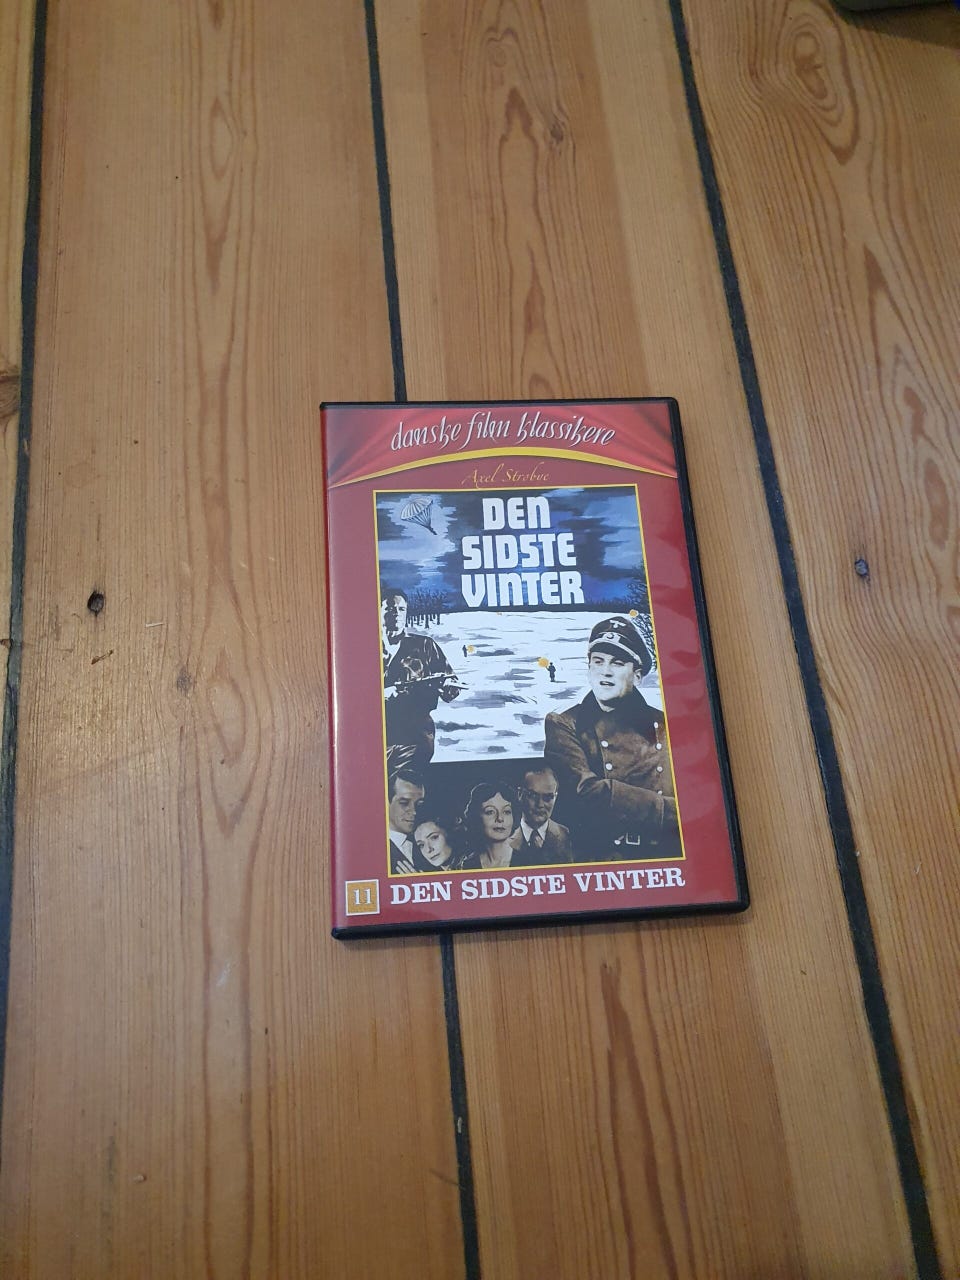 danske film klassikere
Axel Strøbye
DEN
SIDSTE
VINTER
11
DEN SIDSTE VINTER